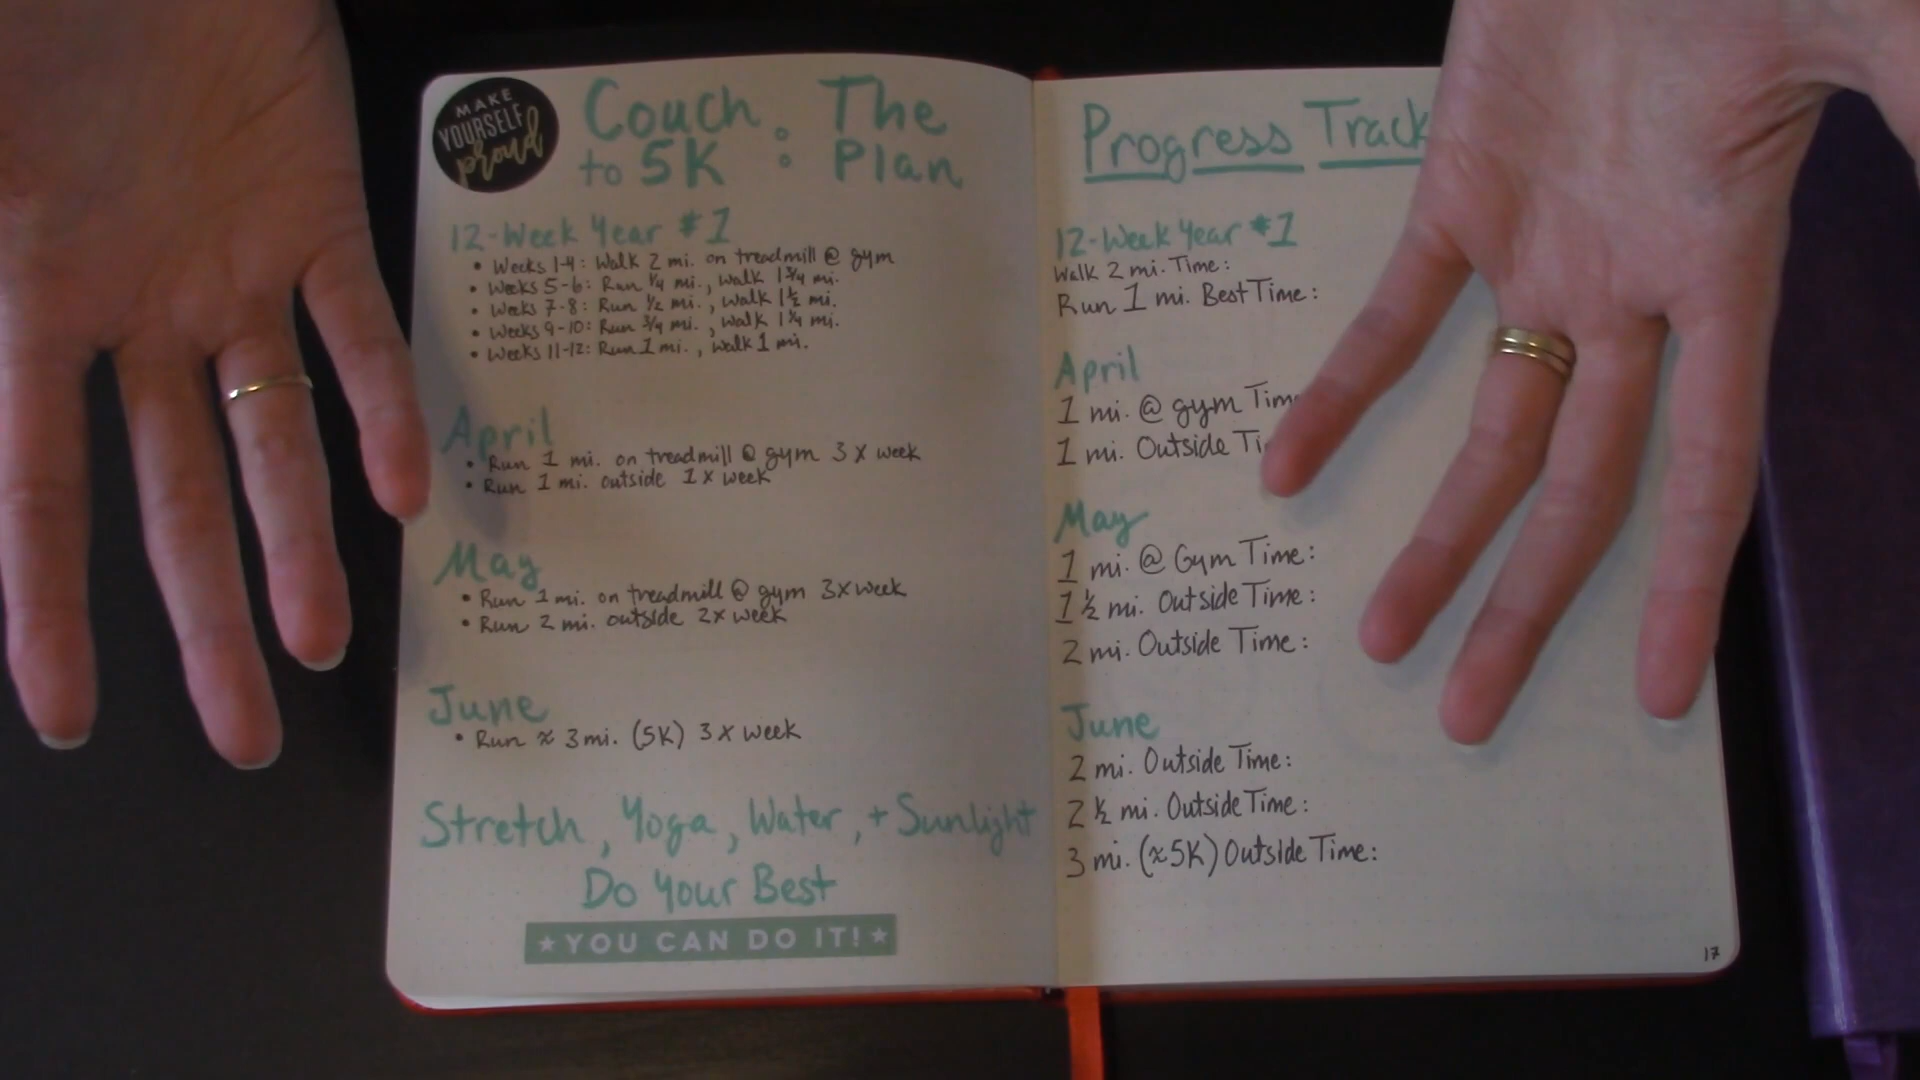 MAKE
YOURSELF
proud
Couch to 5K : The Plan
12-Week Year #1
• Weeks 1-4: Walk 2 mi. on treadmill @ gym
• Weeks 5-6: Run 1/4 mi., Walk 1 3/4 mi.
• Weeks 7-8: Run 1/2 mi., Walk 1 1/2 mi.
• Weeks 9-10: Run 3/4 mi., Walk 1 1/4 mi.
• Weeks 11-12: Run 1 mi., Walk 1 mi.
April
• Run 1 mi. on treadmill @ gym 3 x week
• Run 1 mi. outside 1 x week
May
• Run 1 mi. on treadmill @ gym 3x week
• Run 2 mi. outside 2x week
June
• Run ≈ 3 mi. (5K) 3 x week
Stretch, Yoga, Water, + Sunlight
Do Your Best
★YOU CAN DO IT!★
Progress Track
12-Week Year #1
Walk 2 mi. Time:
Run 1 mi. Best Time:
April
1 mi. @ gym Time
1 mi. Outside Ti
May
1 mi. @ Gym Time:
1 1/2 mi. Outside Time:
2 mi. Outside Time:
June
2 mi. Outside Time:
2 1/2 mi. Outside Time:
3 mi. (≈5K) Outside Time:
17